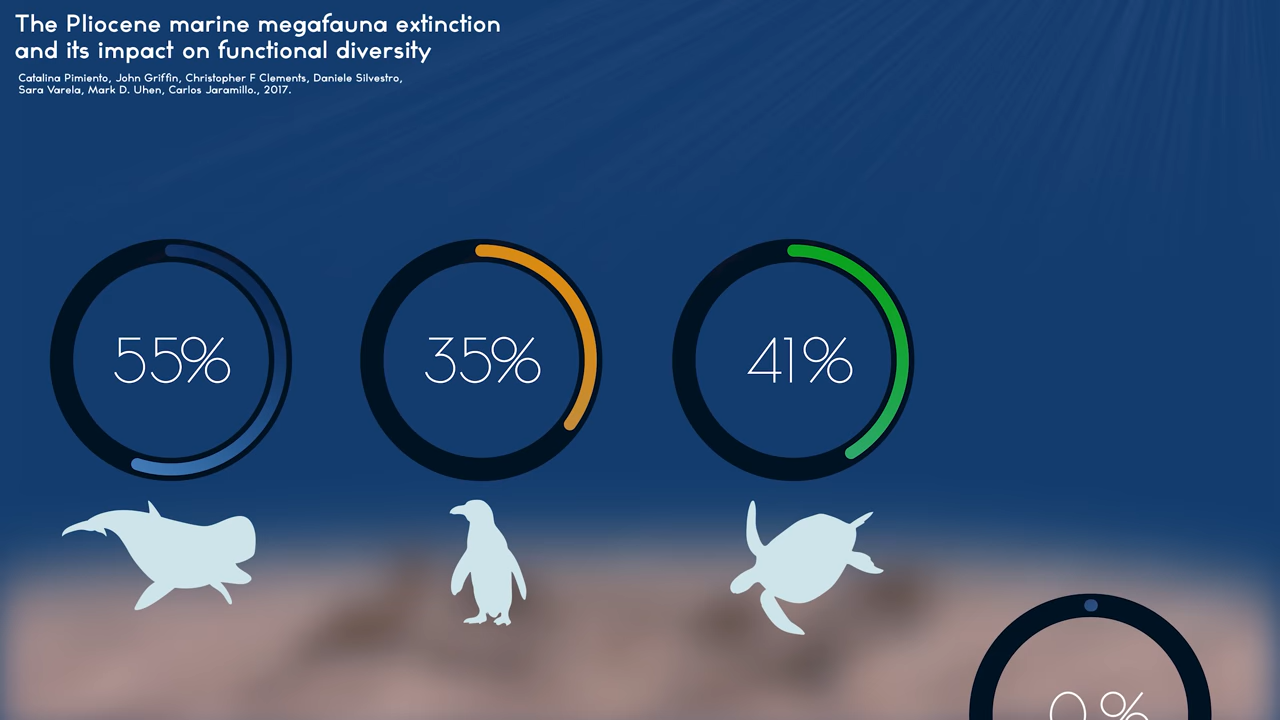 The Pliocene marine megafauna extinction
and its impact on functional diversity
Catalina Pimiento, John Griffin, Christopher F Clements, Daniele Silvestro,
Sara Varela, Mark D. Uhen, Carlos Jaramillo., 2017.
55%
35%
41%
0%